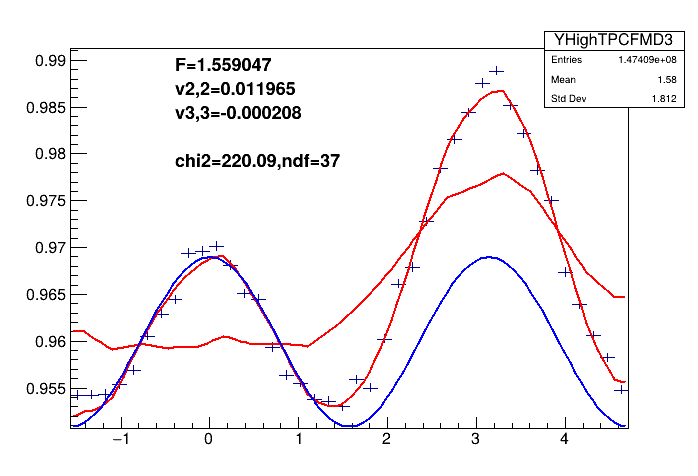 YHighTPCFMD3
Entries 1.47409e+08
Mean 1.58
Std Dev 1.812
F=1.559047
v2,2=0.011965
v3,3=-0.000208
chi2=220.09,ndf=37
0.99
0.985
0.98
0.975
0.97
0.965
0.96
0.955
−1 0 1 2 3 4